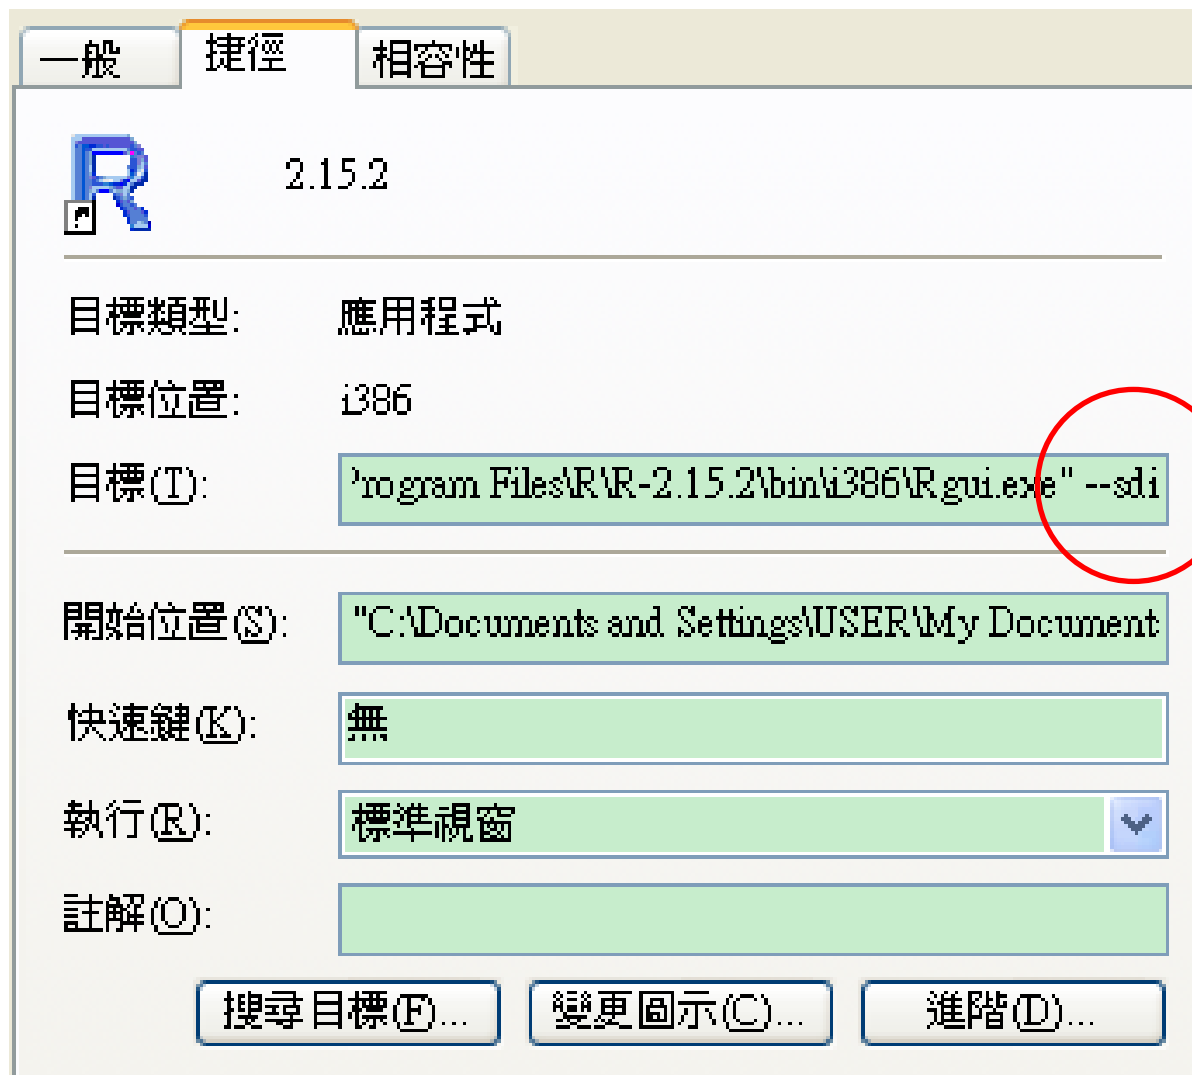 一般 捷徑 相容性
2.15.2
目標類型: 應用程式
目標位置: i386
目標(T): Program Files\R\R-2.15.2\bin\i386\Rgui.exe" --sdi
開始位置(S): "C:\Documents and Settings\USER\My Document
快速鍵(K): 無
執行(R): 標準視窗
註解(O):
搜尋目標(F)... 變更圖示(C)... 進階(D)...